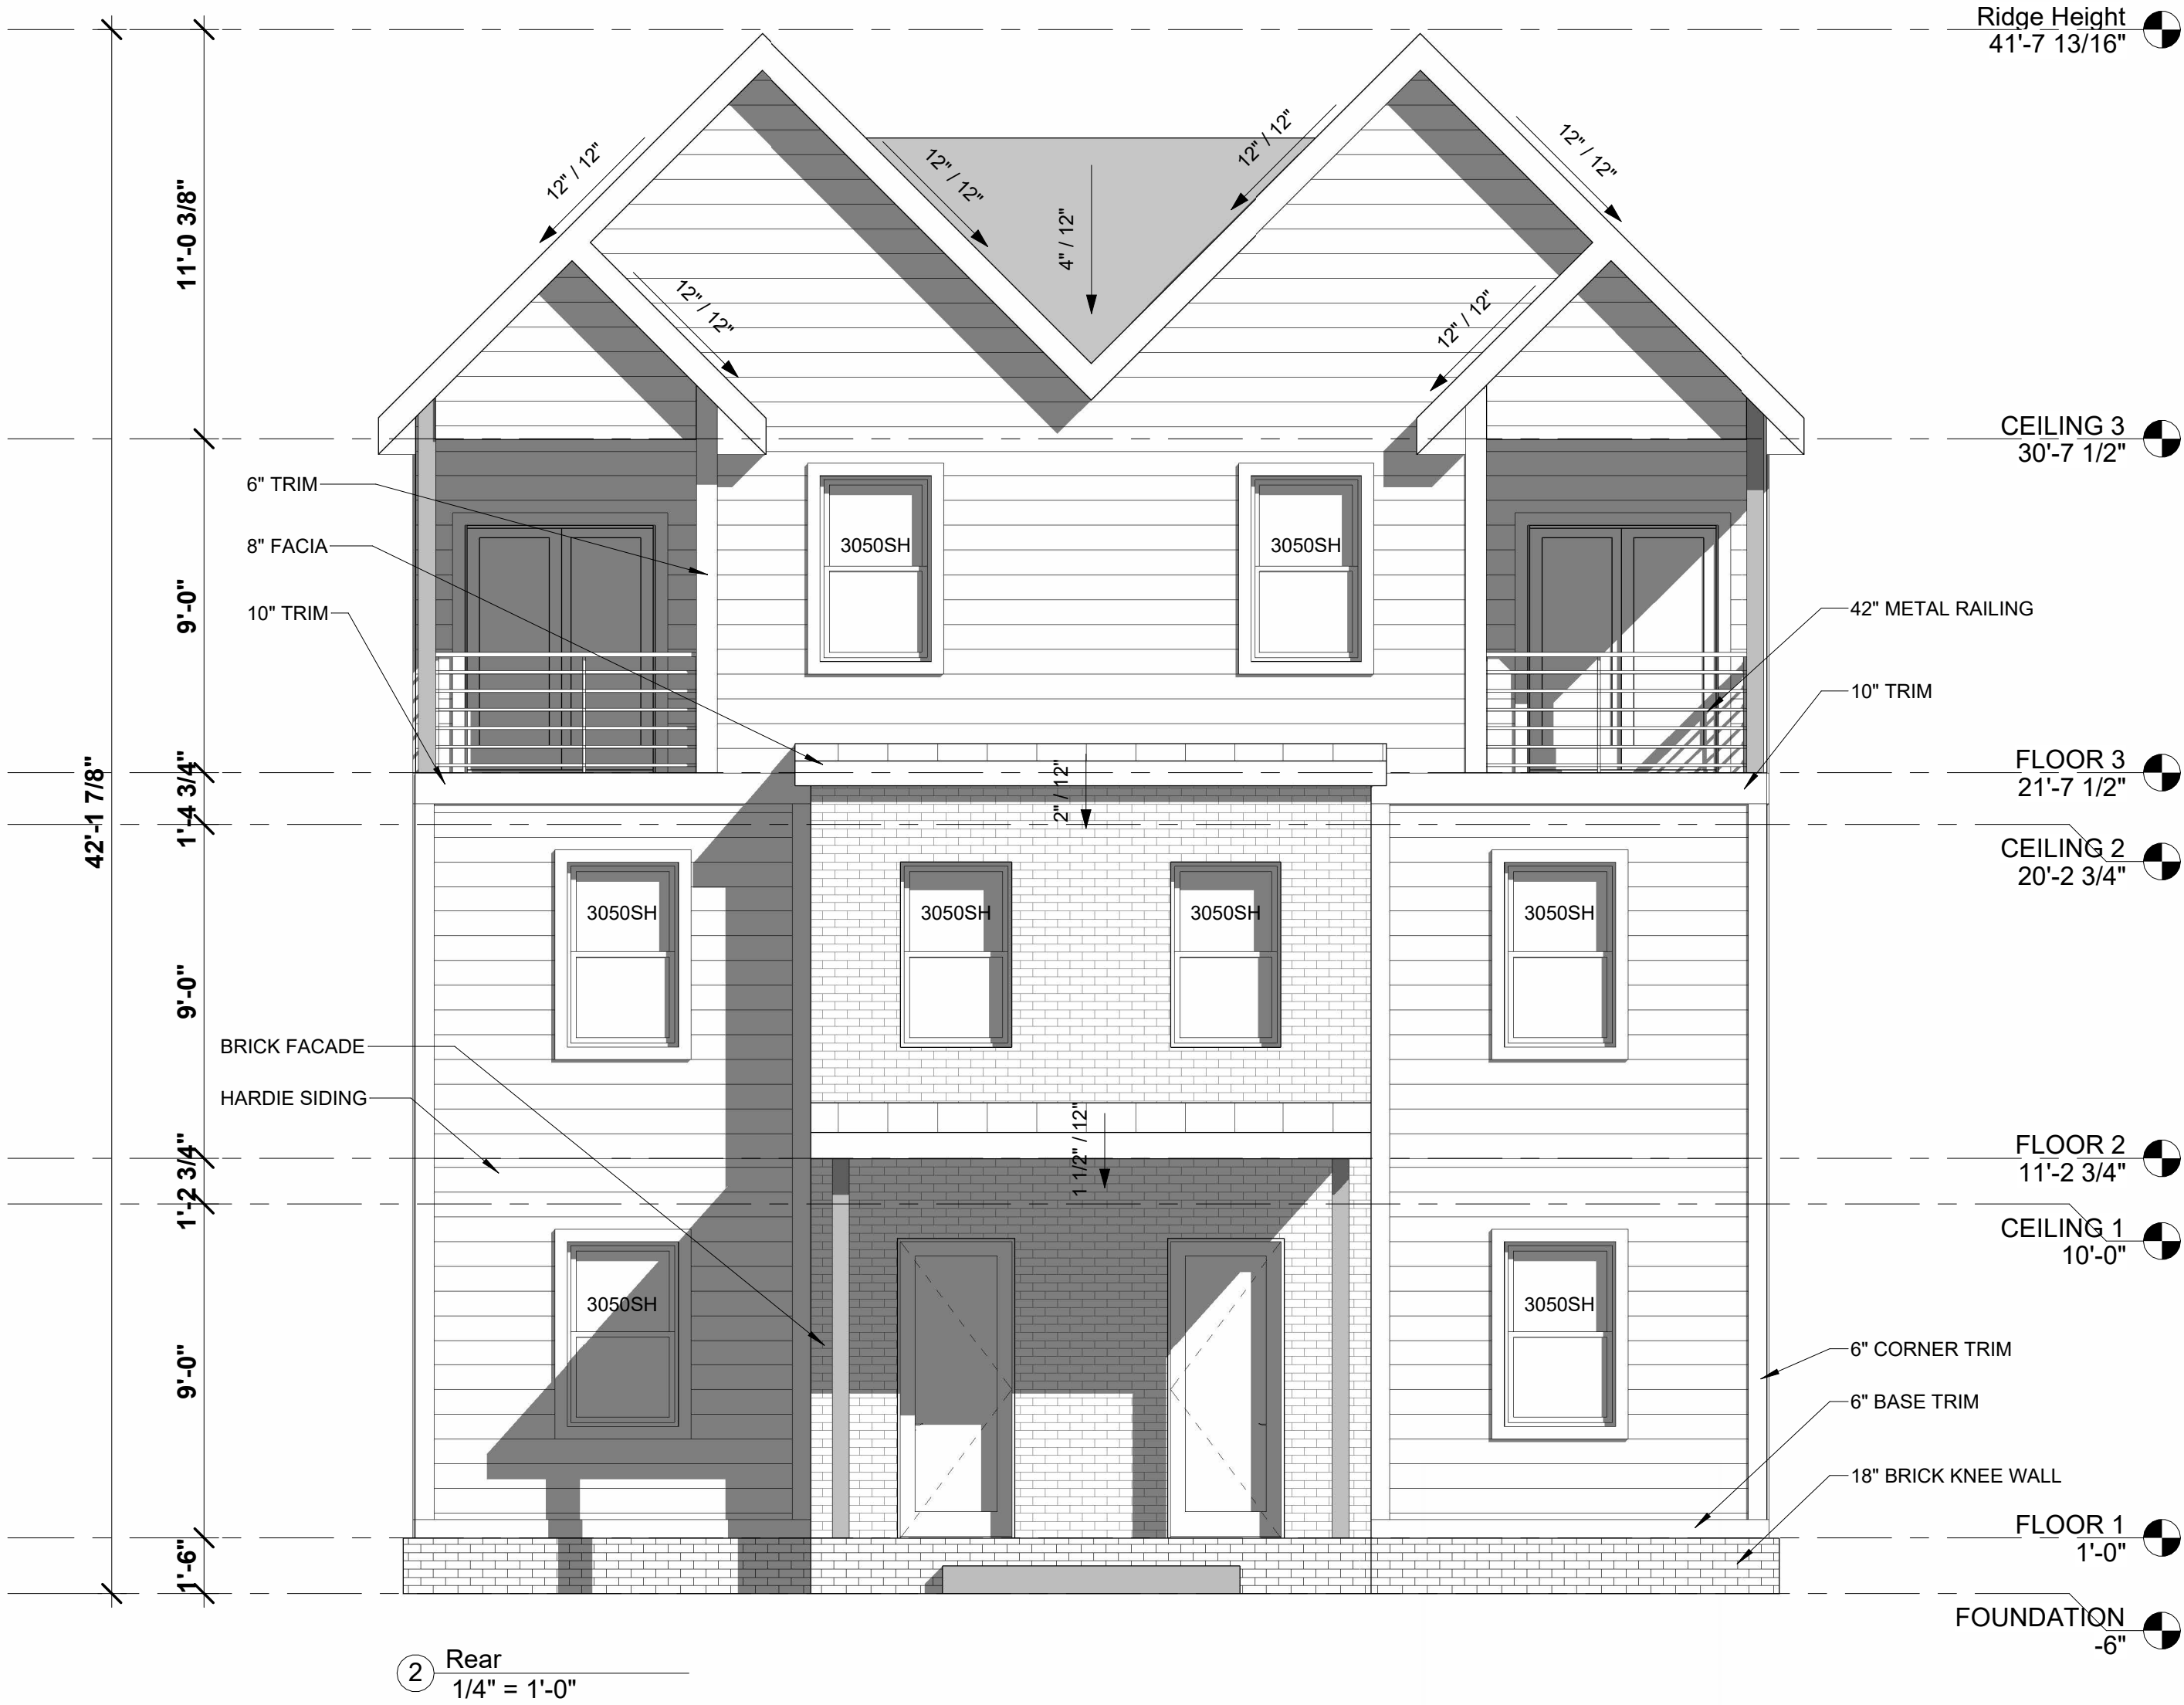 Ridge Height
41'-7 13/16"
12" / 12"
12" / 12"
12" / 12"
12" / 12"
4" / 12"
11'-0 3/8"
12" / 12"
12" / 12"
CEILING 3
30'-7 1/2"
6" TRIM
8" FACIA
3050SH
3050SH
9'-0"
10" TRIM
42" METAL RAILING
10" TRIM
FLOOR 3
21'-7 1/2"
42'-1 7/8"
1'-4 3/4"
2" / 12"
CEILING 2
20'-2 3/4"
3050SH
3050SH
3050SH
3050SH
9'-0"
BRICK FACADE
HARDIE SIDING
1 1/2" / 12"
FLOOR 2
11'-2 3/4"
1'-2 3/4"
CEILING 1
10'-0"
3050SH
3050SH
9'-0"
6" CORNER TRIM
6" BASE TRIM
18" BRICK KNEE WALL
FLOOR 1
1'-0"
1'-6"
FOUNDATION
-6"
2
Rear
1/4" = 1'-0"